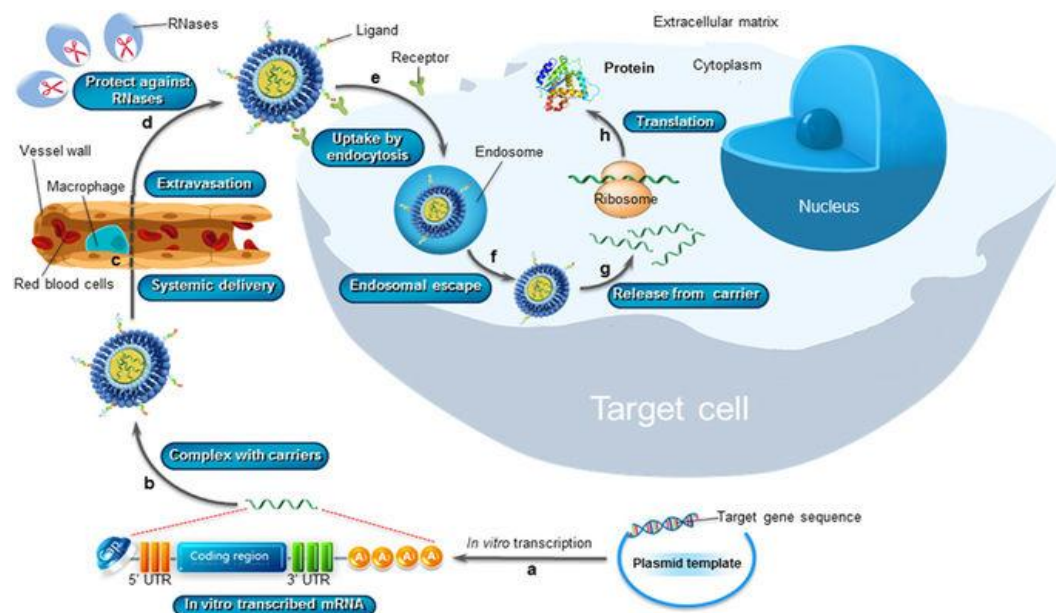 RNases
Ligand
Extracellular matrix
Receptor
Protect against
RNases
e
Protein
Cytoplasm
d
Uptake by
endocytosis
h
Translation
Vessel wall
Endosome
Macrophage
Extravasation
Ribosome
Nucleus
c
f
g
Red blood cells
Systemic delivery
Endosomal escape
Release from carrier
Target cell
Complex with carriers
b
Target gene sequence
cap
Coding region
A A A A
In vitro transcription
a
Plasmid template
5' UTR
3' UTR
In vitro transcribed mRNA